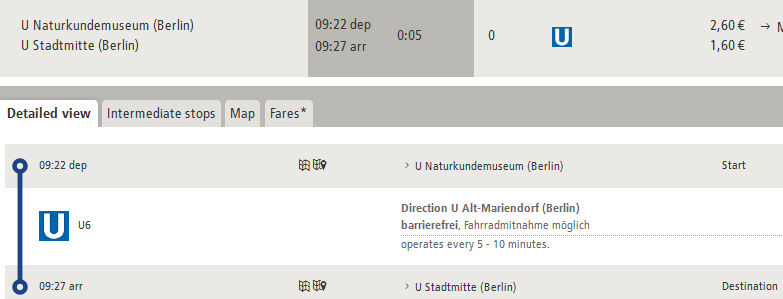 U Naturkundemuseum (Berlin) 09:22 dep 0:05 0 U 2,60 € → M
U Stadtmitte (Berlin) 09:27 arr 1,60 €
Detailed view Intermediate stops Map Fares*
09:22 dep > U Naturkundemuseum (Berlin) Start
U U6
Direction U Alt-Mariendorf (Berlin)
barrierefrei, Fahrradmitnahme möglich
operates every 5 - 10 minutes.
09:27 arr > U Stadtmitte (Berlin) Destination